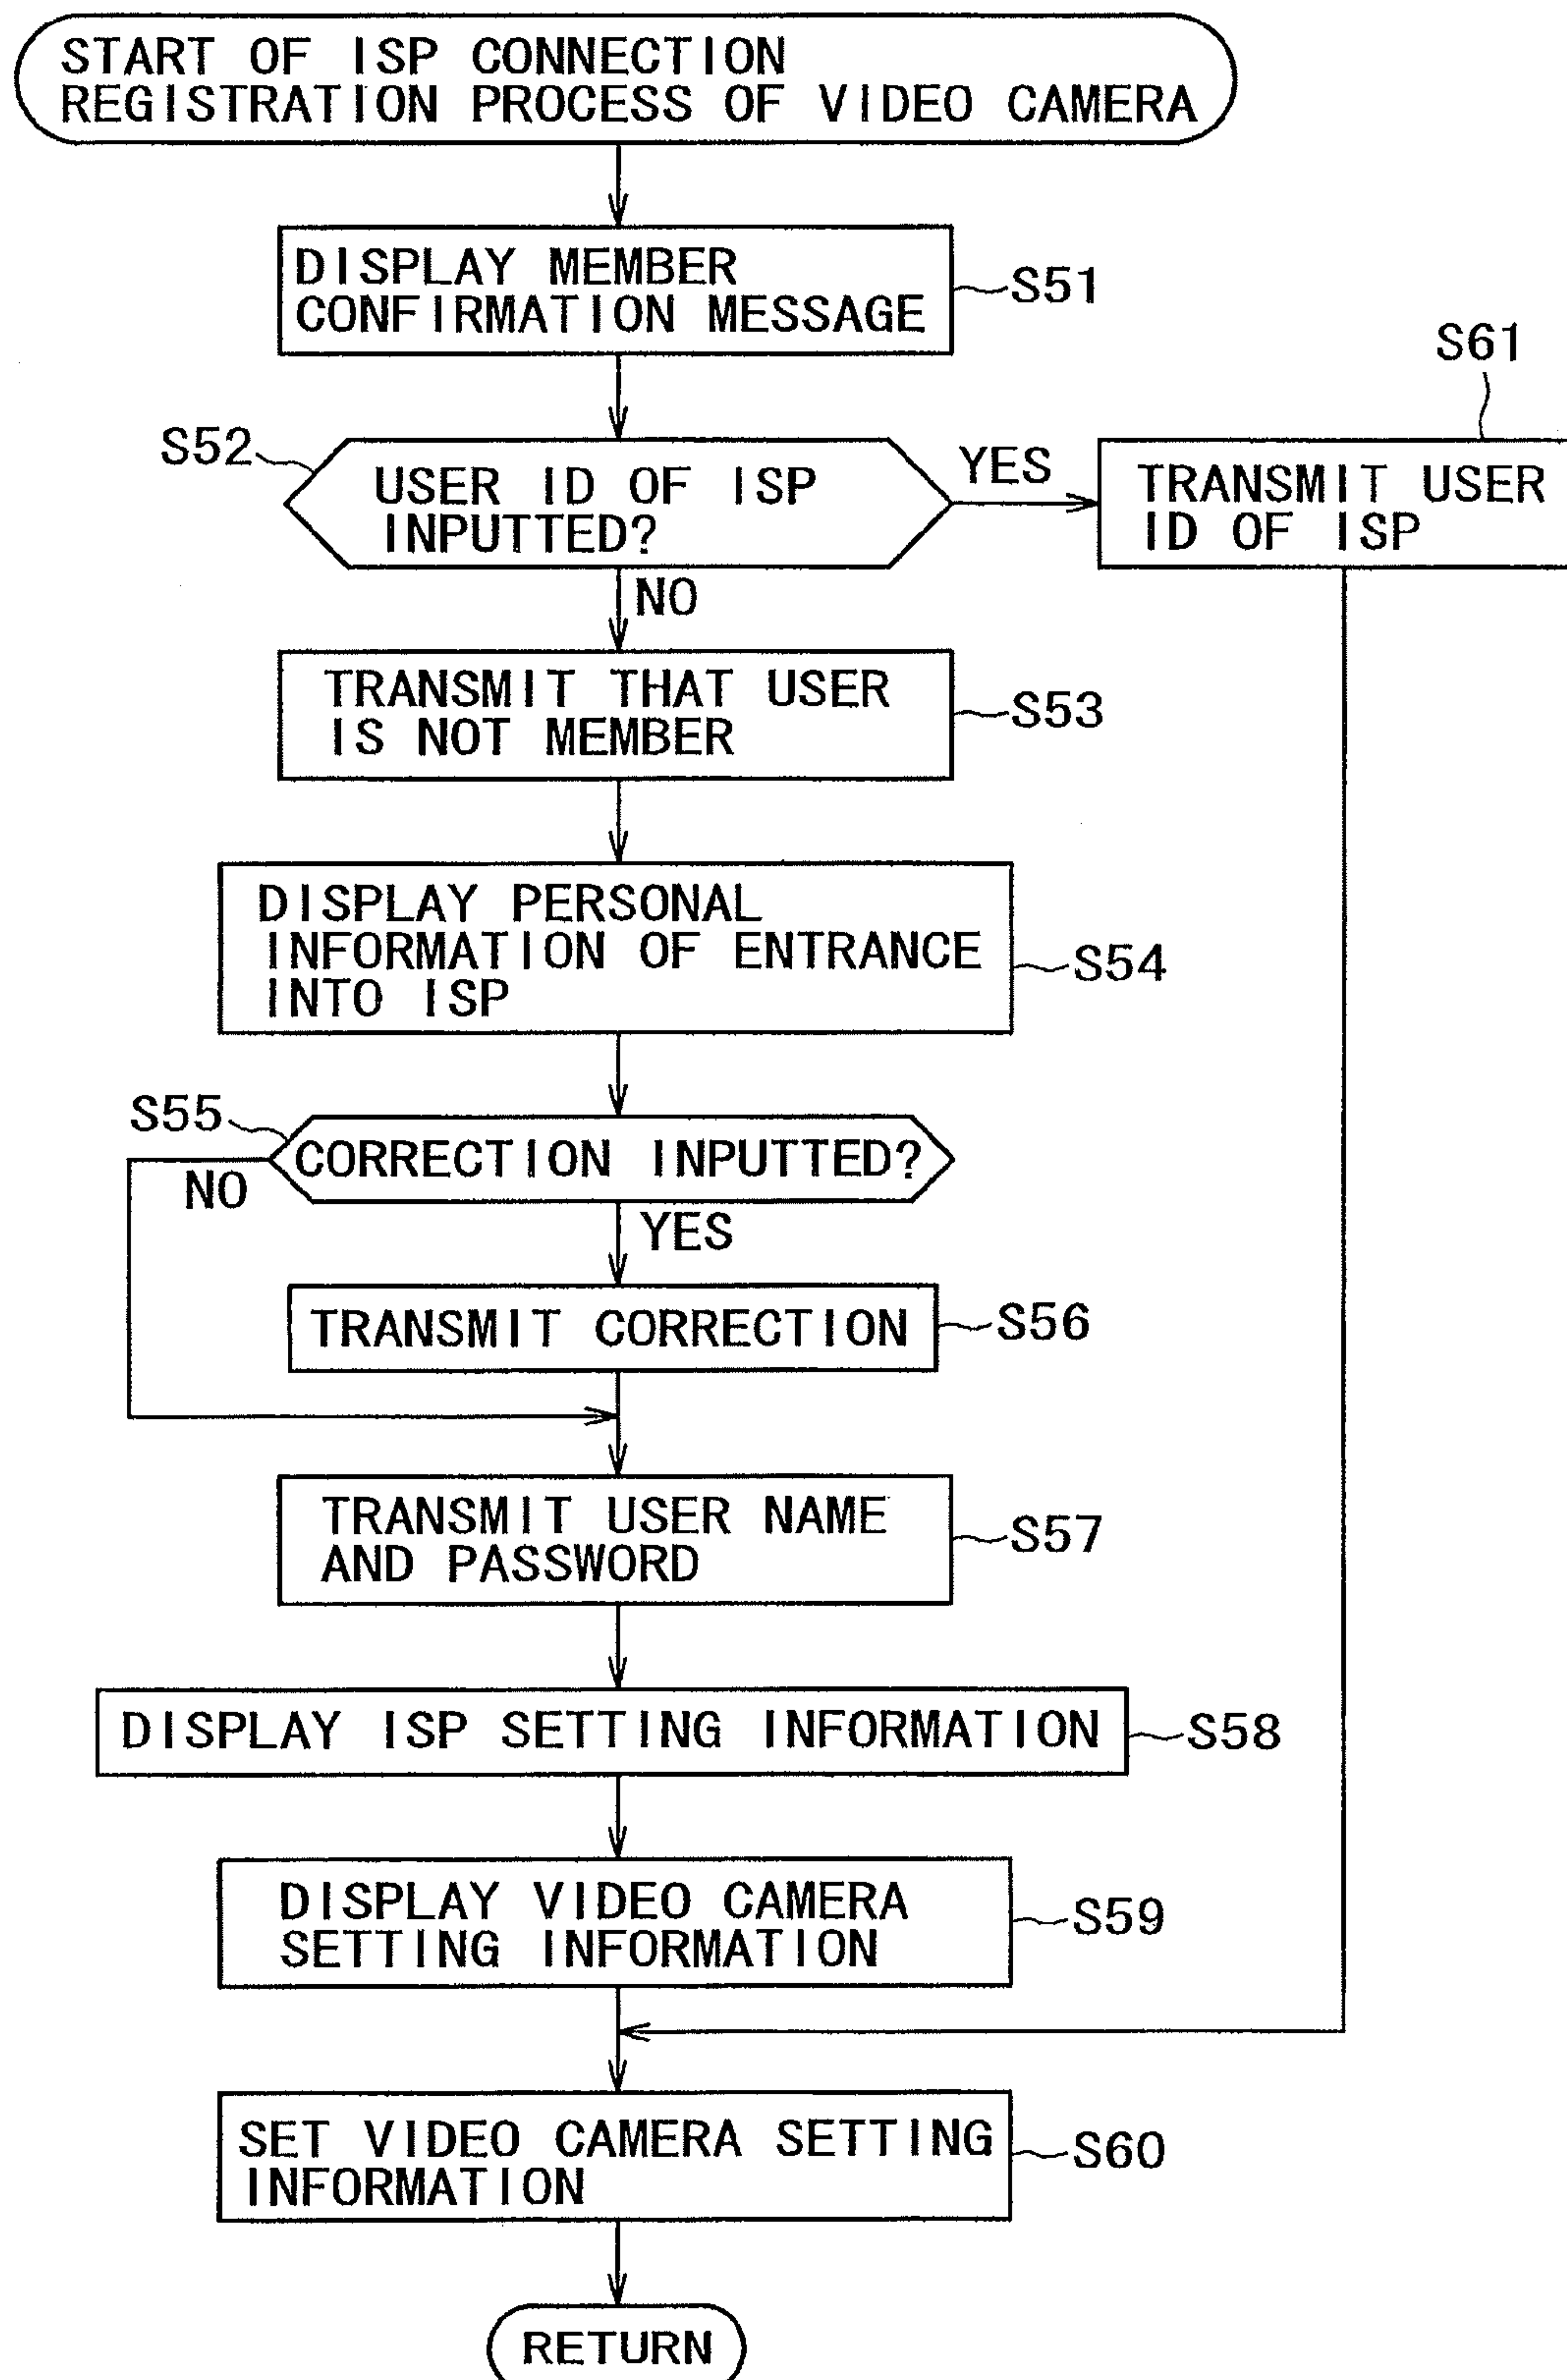 START OF ISP CONNECTION
REGISTRATION PROCESS OF VIDEO CAMERA
DISPLAY MEMBER
CONFIRMATION MESSAGE
S51
S52
USER ID OF ISP
INPUTTED?
YES
S61
TRANSMIT USER
ID OF ISP
NO
TRANSMIT THAT USER
IS NOT MEMBER
S53
DISPLAY PERSONAL
INFORMATION OF ENTRANCE
INTO ISP
S54
S55
CORRECTION INPUTTED?
NO
YES
TRANSMIT CORRECTION
S56
TRANSMIT USER NAME
AND PASSWORD
S57
DISPLAY ISP SETTING INFORMATION
S58
DISPLAY VIDEO CAMERA
SETTING INFORMATION
S59
SET VIDEO CAMERA SETTING
INFORMATION
S60
RETURN